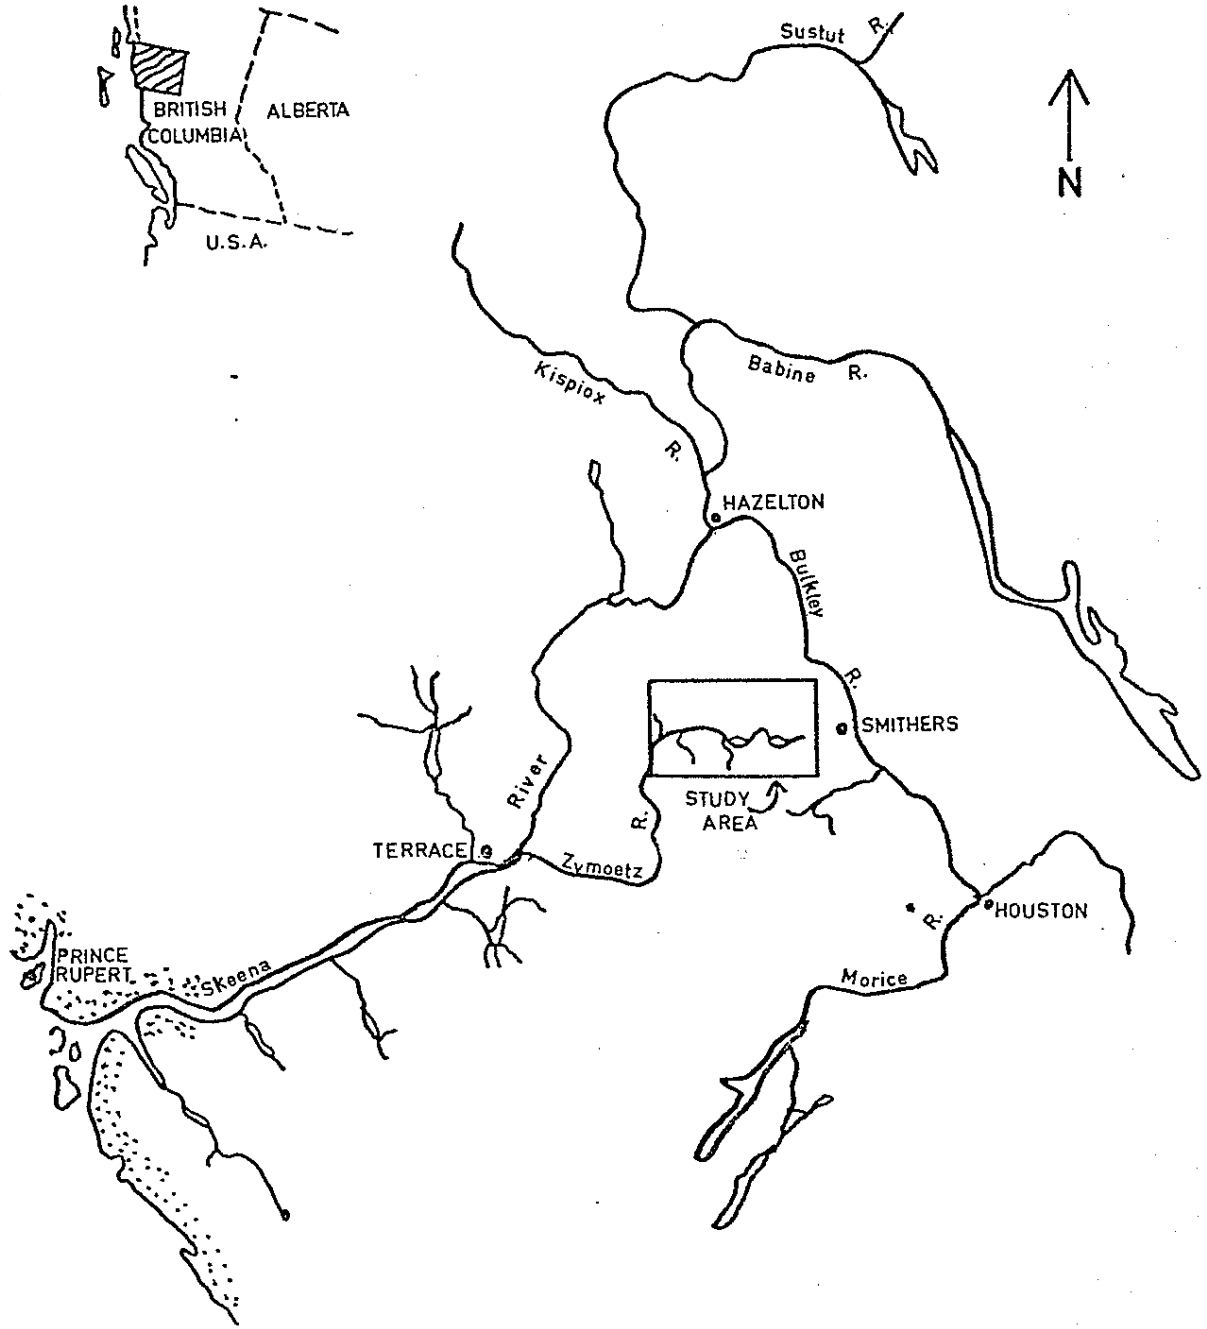 Sustut R.
N
BRITISH
COLUMBIA
ALBERTA
U.S.A.
Kispiox R.
Babine R.
HAZELTON
Bulkley R.
SMITHERS
STUDY
AREA
River
R.
TERRACE
Zymoetz
HOUSTON
R.
Morice
PRINCE
RUPERT
Skeena